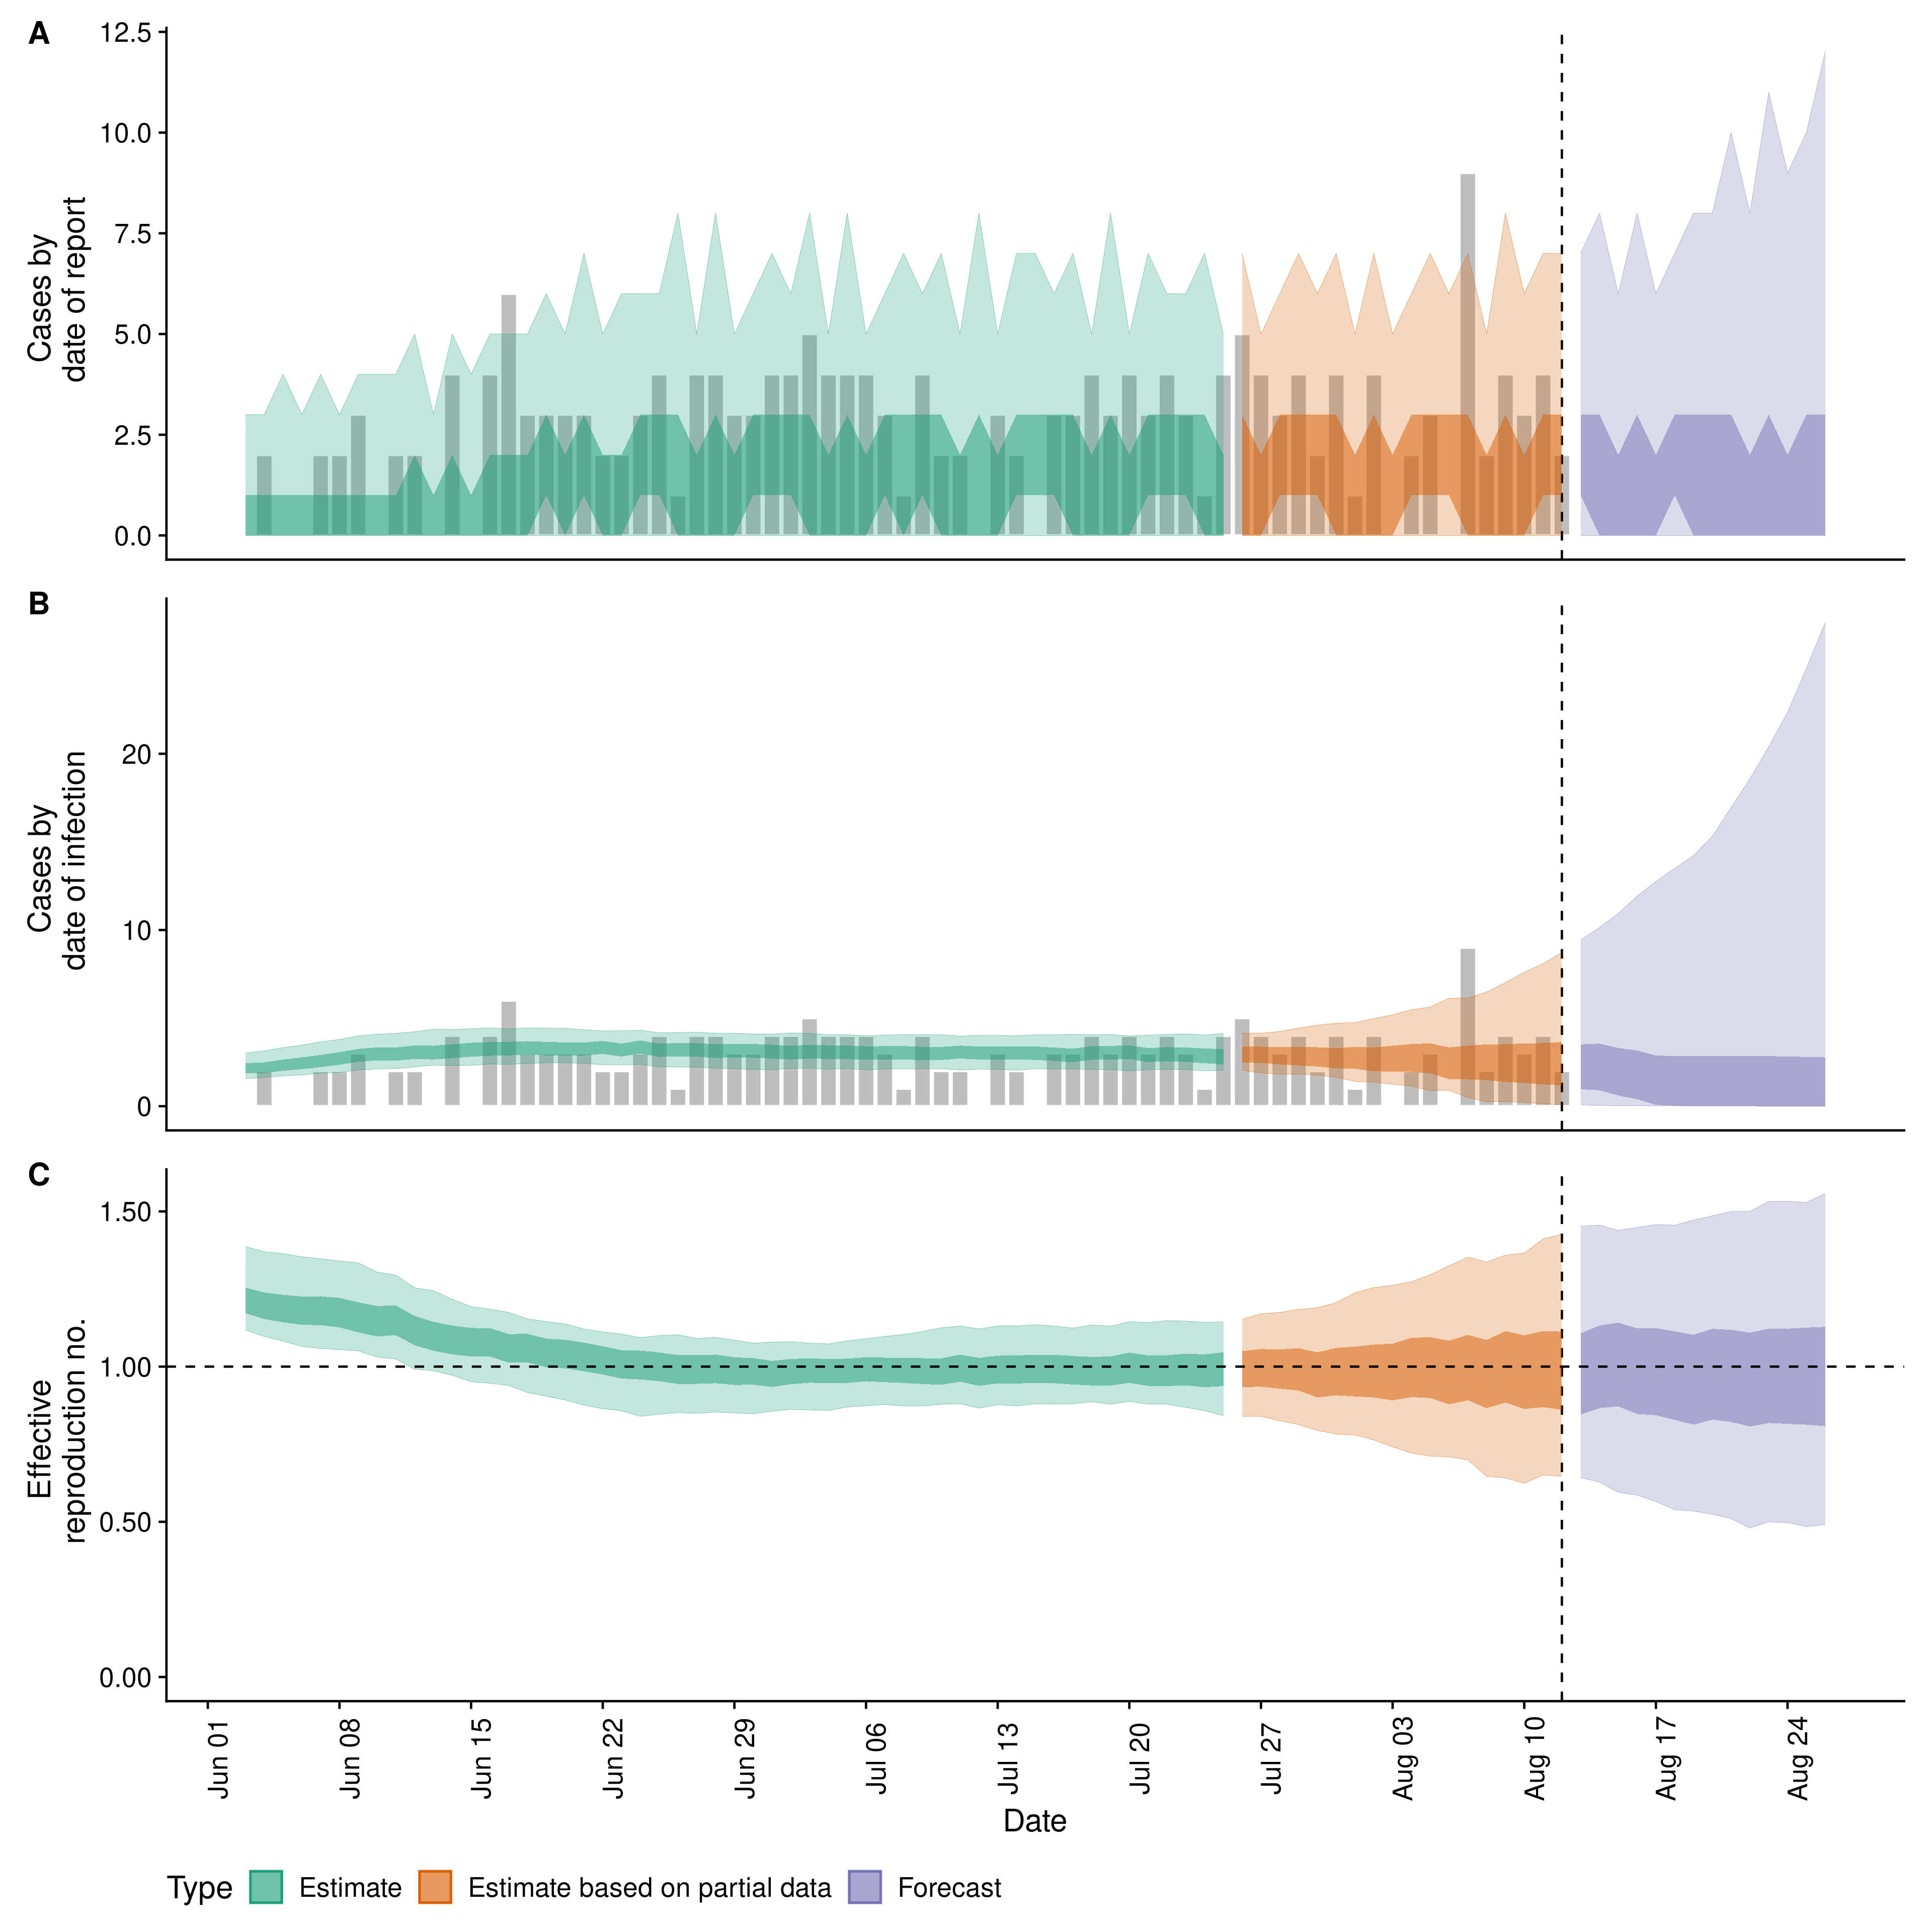 A
Cases by
date of report
12.5
10.0
7.5
5.0
2.5
0.0
B
Cases by
date of infection
20
10
0
C
Effective
reproduction no.
1.50
1.00
0.50
0.00
Jun 01
Jun 08
Jun 15
Jun 22
Jun 29
Jul 06
Jul 13
Jul 20
Jul 27
Aug 03
Aug 10
Aug 17
Aug 24
Date
Type Estimate Estimate based on partial data Forecast